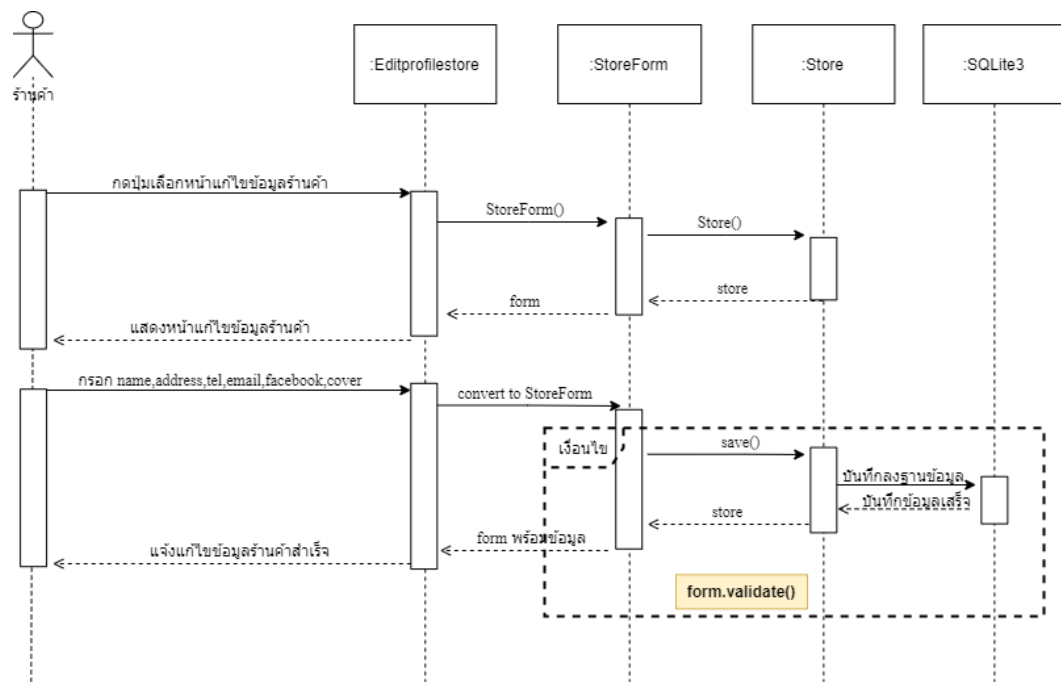 :Editprofilestore
:StoreForm
:Store
:SQLite3
ร้านค้า
กดปุ่มเลือกหน้าแก้ไขข้อมูลร้านค้า
StoreForm()
Store()
store
form
แสดงหน้าแก้ไขข้อมูลร้านค้า
กรอก name,address,tel,email,facebook,cover
convert to StoreForm
เงื่อนไข
save()
บันทึกลงฐานข้อมูล
บันทึกข้อมูลเสร็จ
store
form พร้อมข้อมูล
แจ้งแก้ไขข้อมูลร้านค้าสำเร็จ
form.validate()